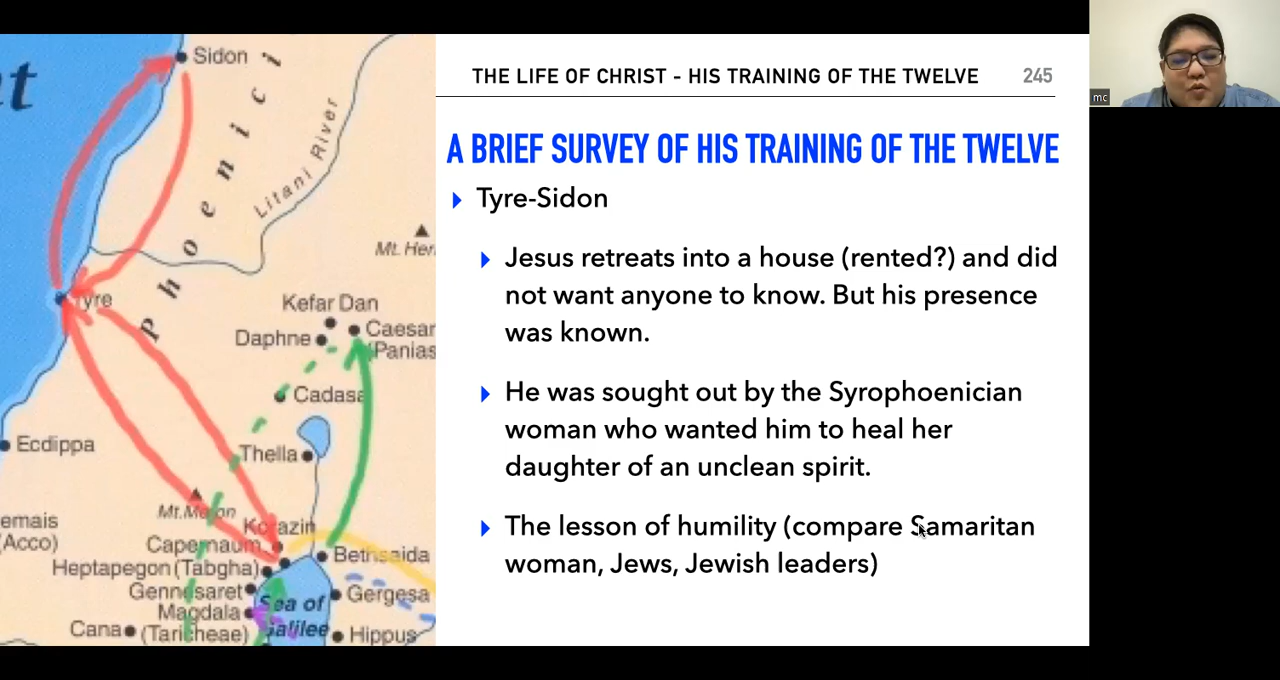 nt
Sidon
Phoenici
Litani River
Mt. Her
Tyre
Kefar Dan
Daphne
Caesar
(Panias
Cadasa
Ecdippa
Thella
Mt. Meron
emais
(Acco)
Korazin
Capernaum
Bethsaida
Heptapegon (Tabgha)
Gennesaret
Gergesa
Magdala
(Taricheae)
Sea of
Galilee
Cana
Hippus
THE LIFE OF CHRIST - HIS TRAINING OF THE TWELVE 245
A BRIEF SURVEY OF HIS TRAINING OF THE TWELVE
Tyre-Sidon
Jesus retreats into a house (rented?) and did
not want anyone to know. But his presence
was known.
He was sought out by the Syrophoenician
woman who wanted him to heal her
daughter of an unclean spirit.
The lesson of humility (compare Samaritan
woman, Jews, Jewish leaders)
mc